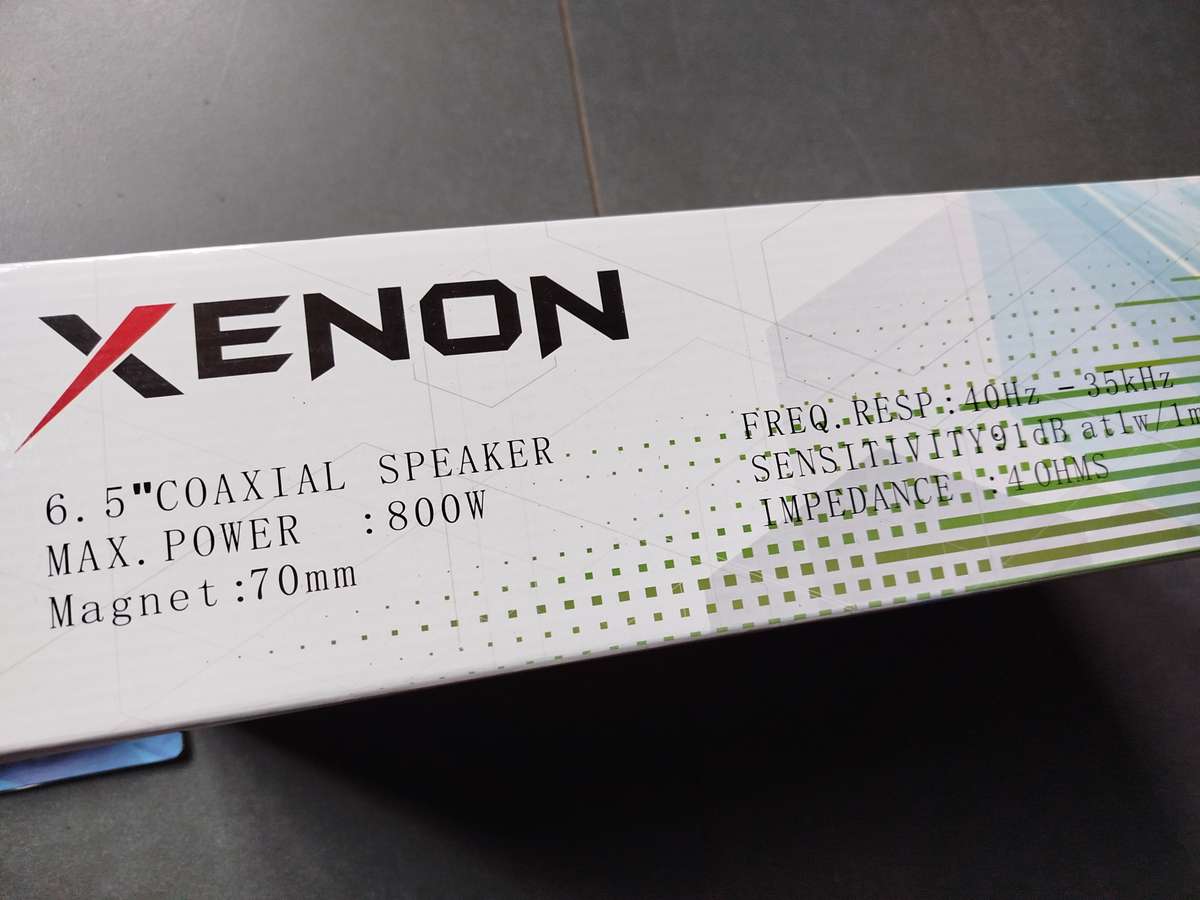 XENON
6.5"COAXIAL SPEAKER
MAX. POWER :800W
Magnet:70mm
FREQ.RESP:40Hz -35kHz
SENSITIVITY91dB at1w/1m
IMPEDANCE :4OHMS